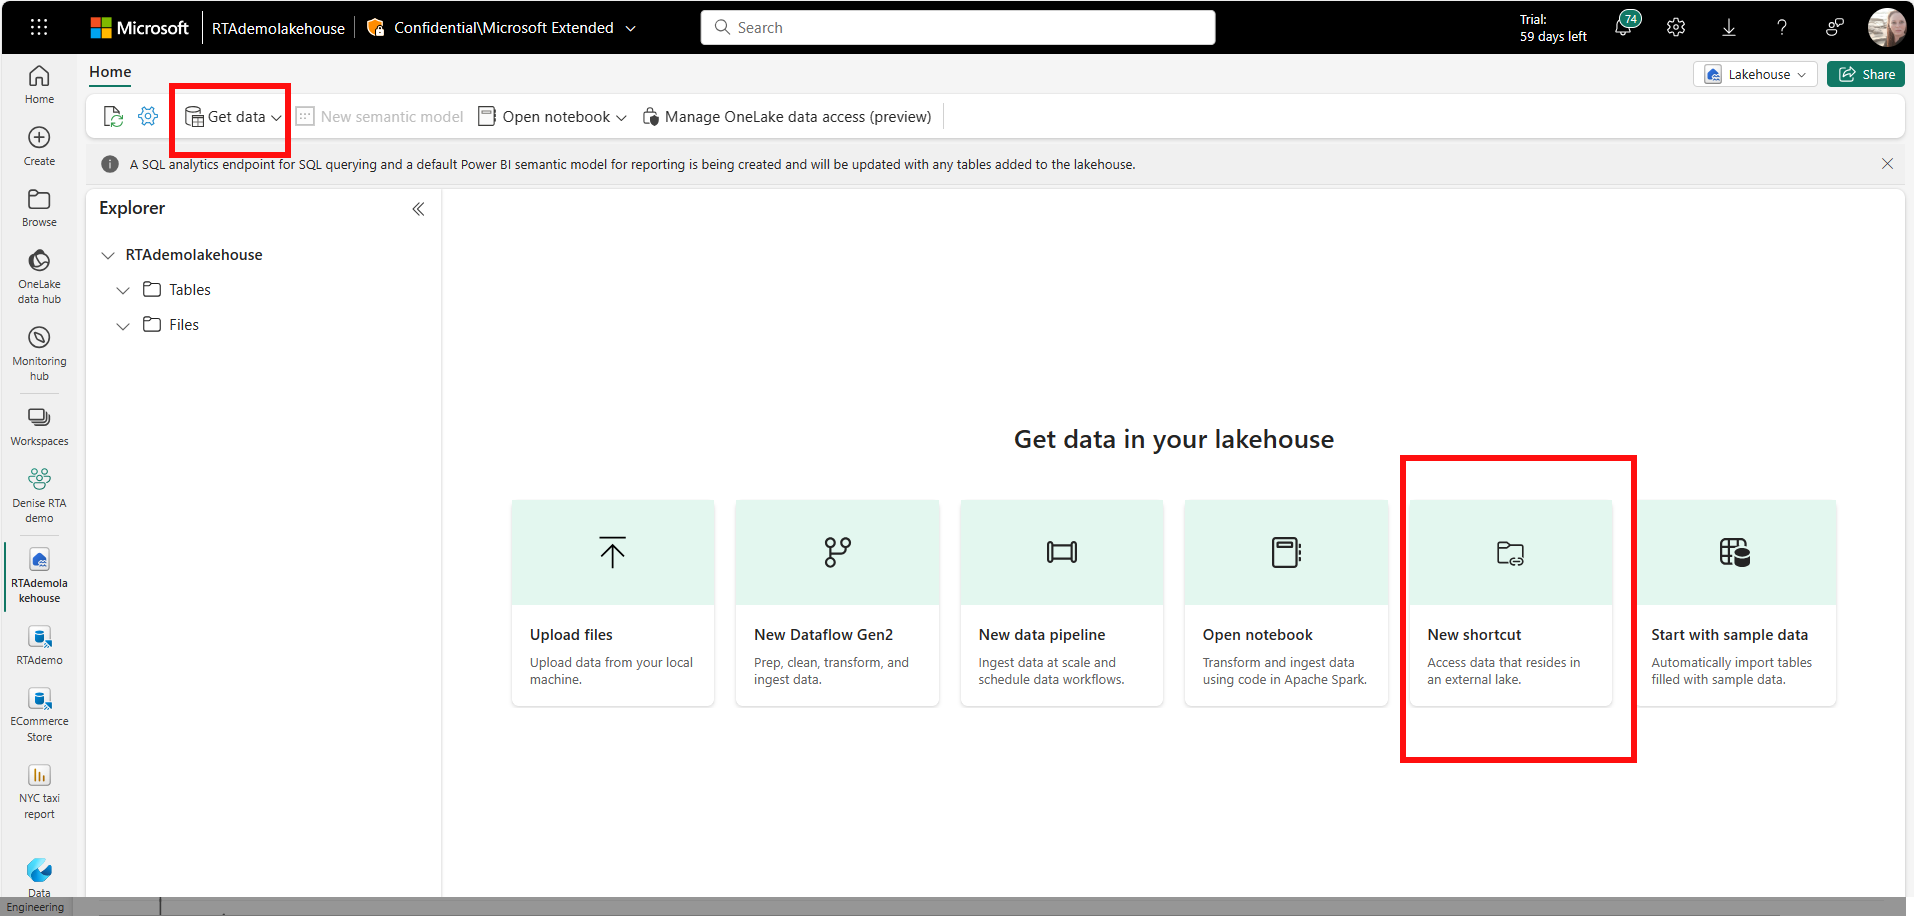 Microsoft
RTAdemolakehouse
Confidential\Microsoft Extended
Search
Trial:
59 days left
74
Home
Create
Browse
OneLake
data hub
Monitoring
hub
Workspaces
Denise RTA
demo
RTAdemola
kehouse
RTAdemo
ECommerce
Store
NYC taxi
report
Data
Engineering
Home
Lakehouse
Share
Get data
New semantic model
Open notebook
Manage OneLake data access (preview)
A SQL analytics endpoint for SQL querying and a default Power BI semantic model for reporting is being created and will be updated with any tables added to the lakehouse.
Explorer
RTAdemolakehouse
Tables
Files
Get data in your lakehouse
Upload files
Upload data from your local
machine.
New Dataflow Gen2
Prep, clean, transform, and
ingest data.
New data pipeline
Ingest data at scale and
schedule data workflows.
Open notebook
Transform and ingest data
using code in Apache Spark.
New shortcut
Access data that resides in
an external lake.
Start with sample data
Automatically import tables
filled with sample data.